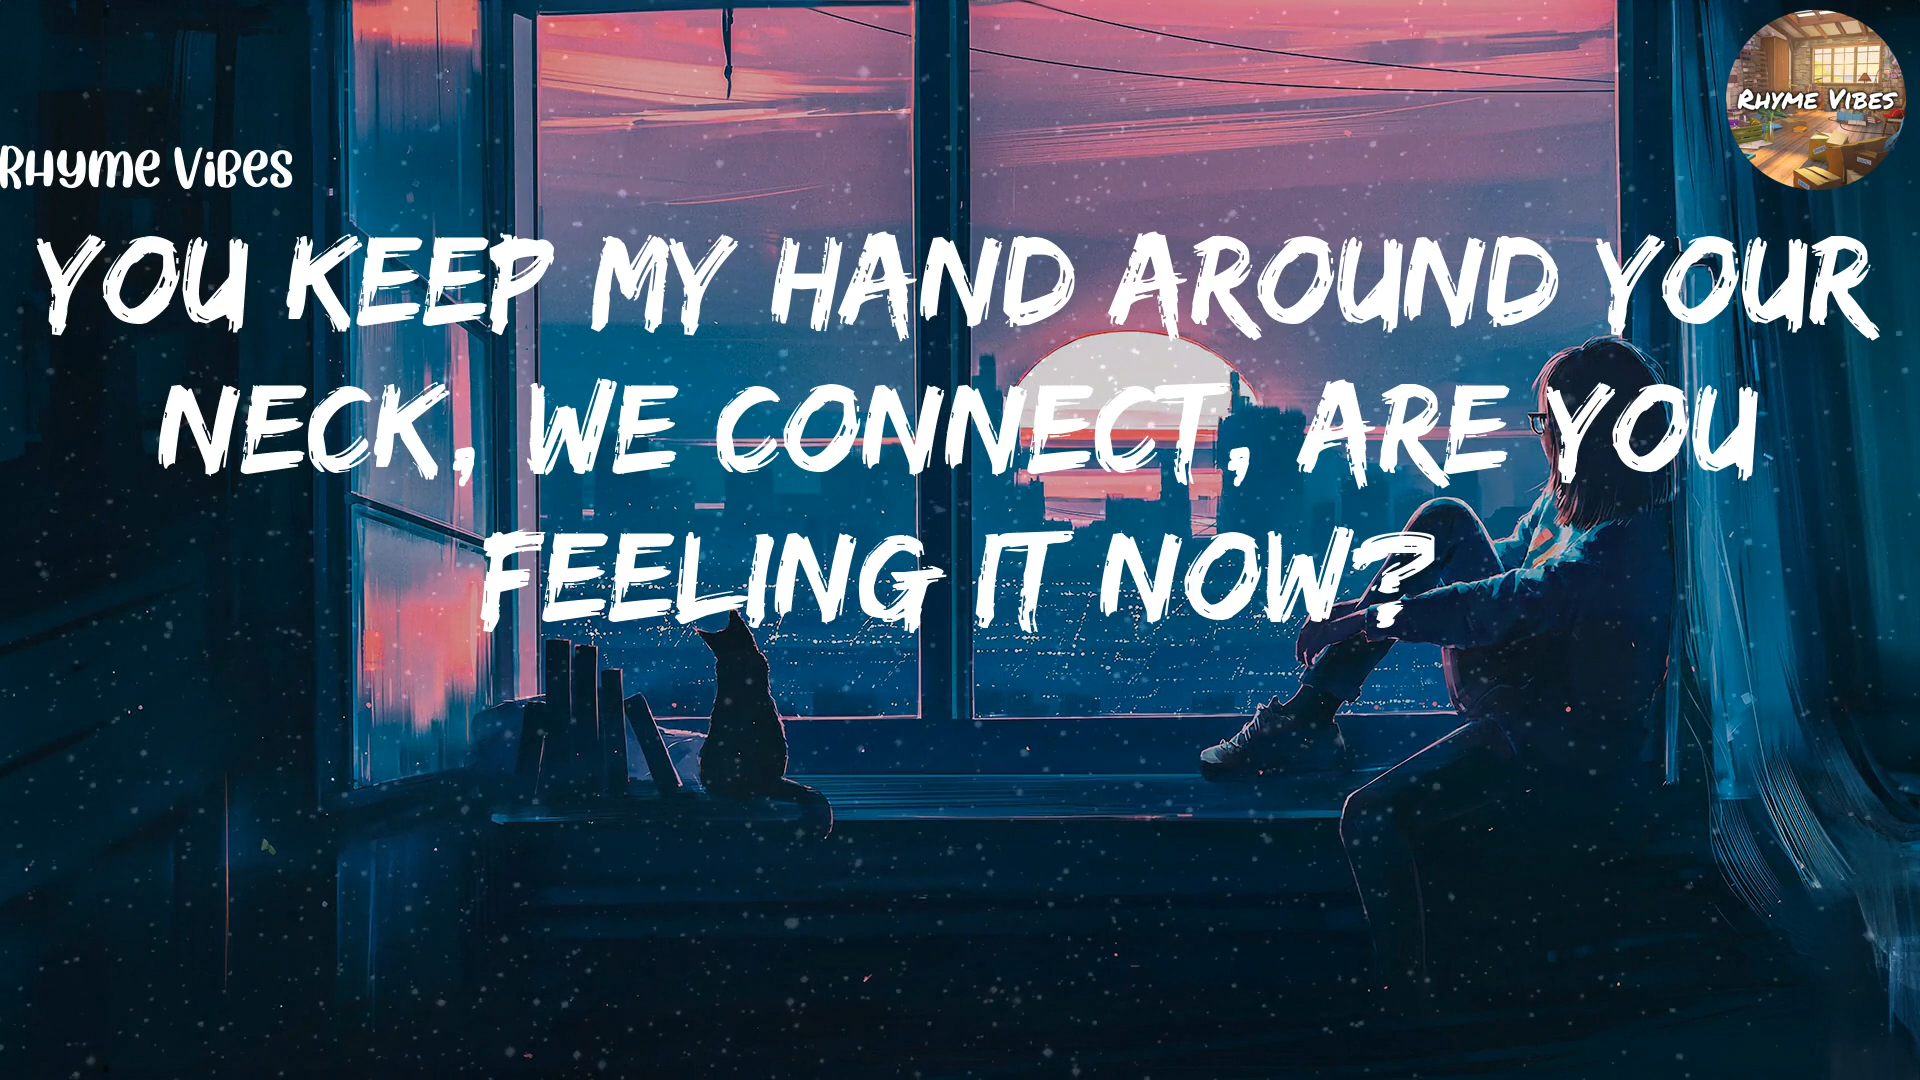 RHYME VIBES
RHYME VIBES
YOU KEEP MY HAND AROUND YOUR
NECK, WE CONNECT, ARE YOU
FEELING IT NOW?